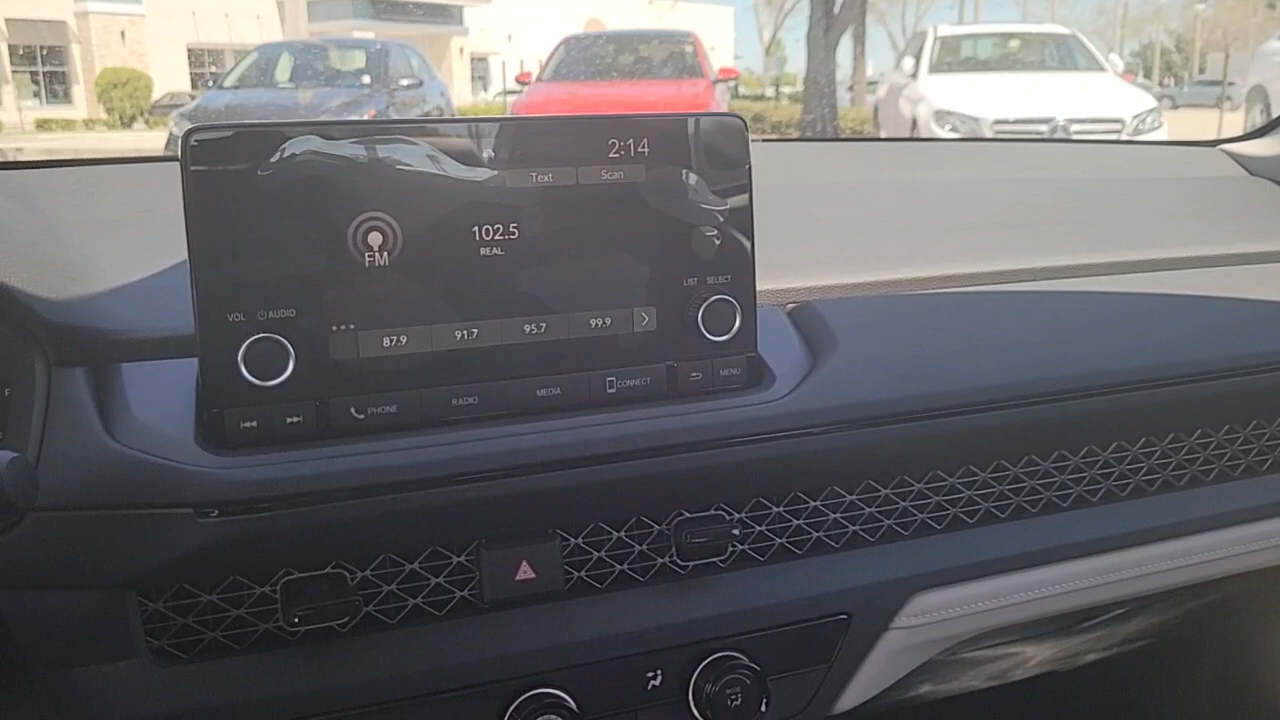 2:14
Text Scan
102.5
FM
REAL.
LIST SELECT
VOL AUDIO
87.9 91.7 95.7 99.9
PHONE RADIO MEDIA CONNECT MENU
F
MODE